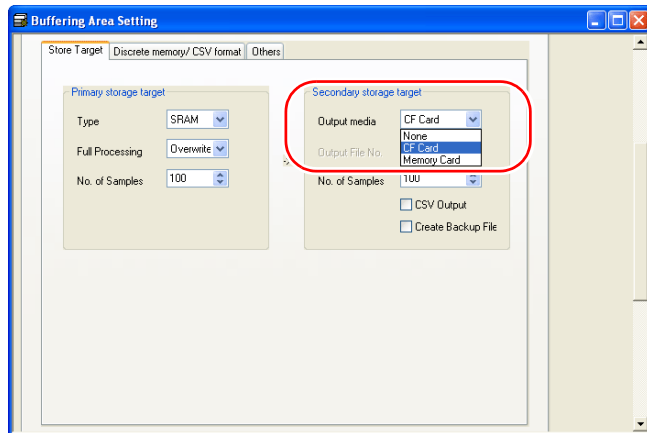 Buffering Area Setting
Store Target Discrete memory/ CSV format Others
Primary storage target
Type SRAM
Full Processing Overwrite
No. of Samples 100
Secondary storage target
Output media CF Card
None
CF Card
Memory Card
Output File No.
No. of Samples 100
CSV Output
Create Backup File